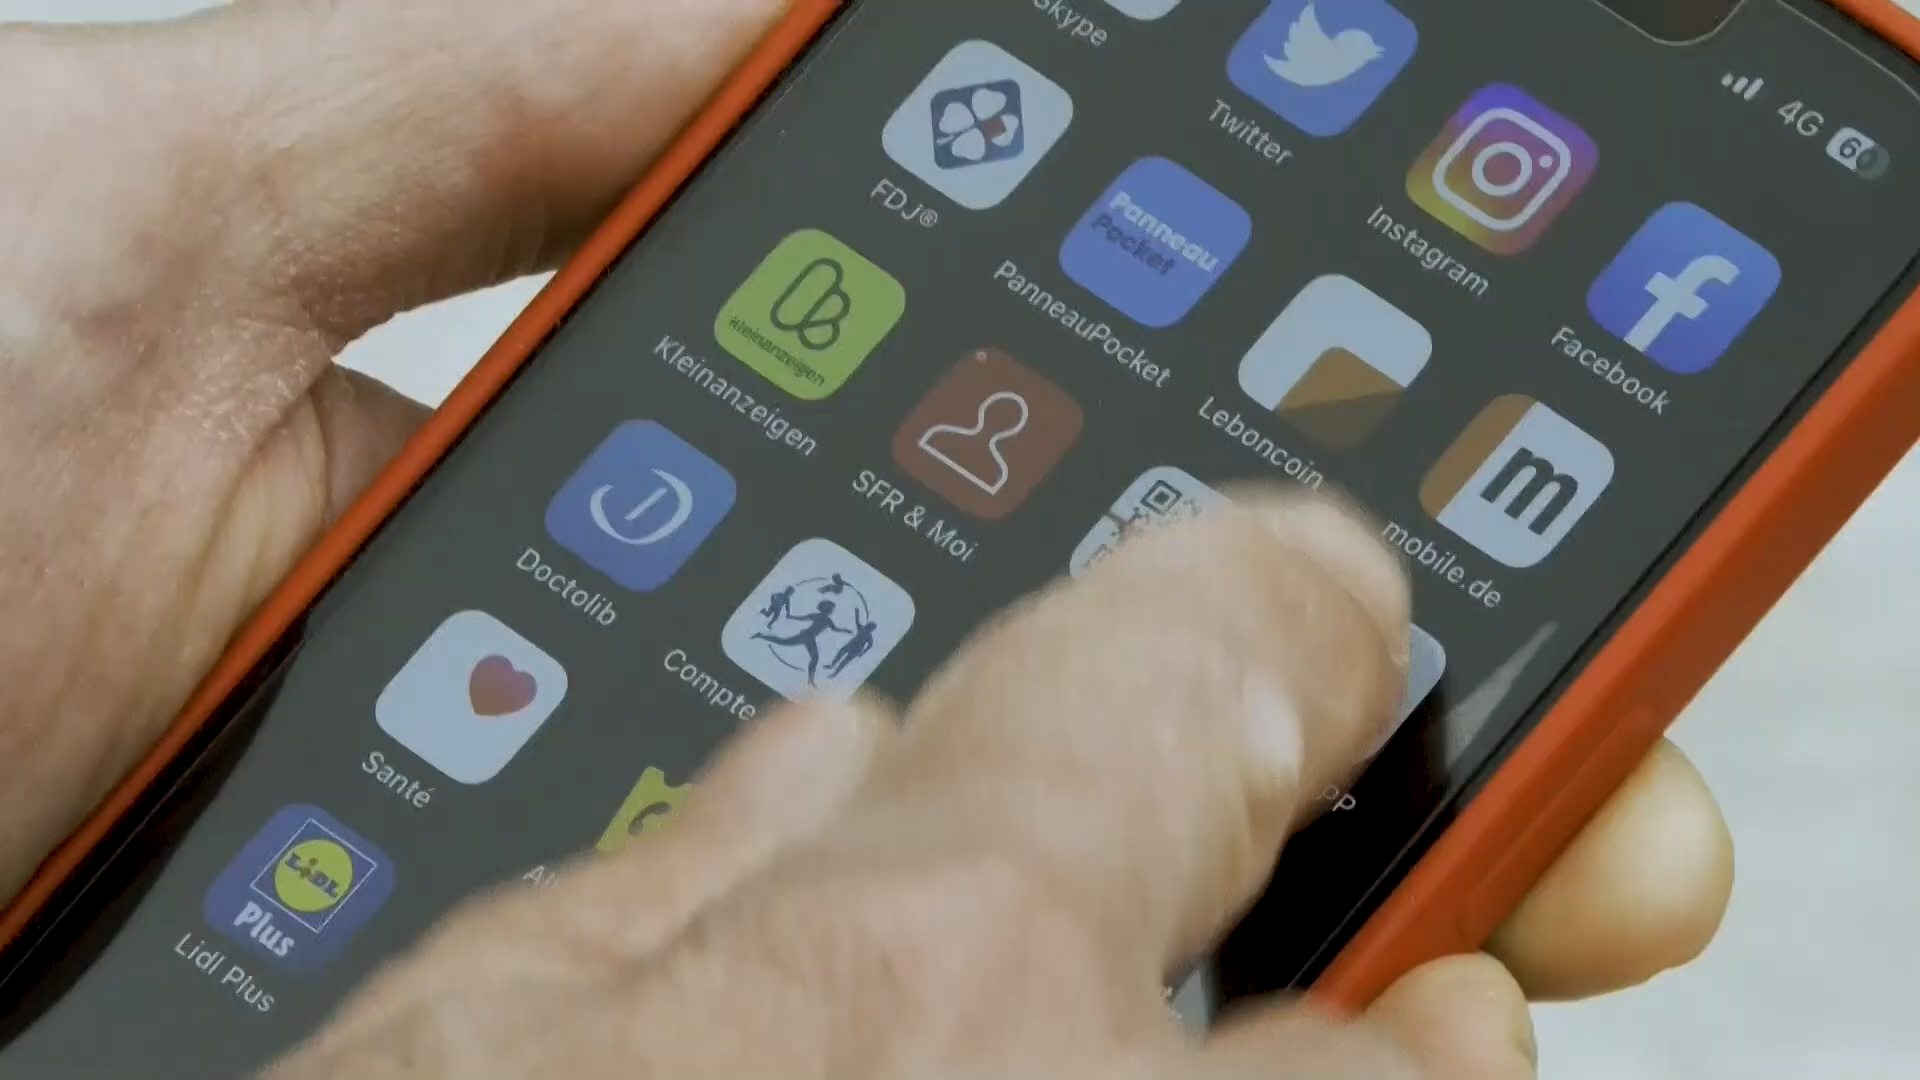 4G
6
Skype
Twitter
Instagram
f
Facebook
FDJ®
Panneau
Pocket
PanneauPocket
Leboncoin
m
mobile.de
kleinanzeigen
Kleinanzeigen
SFR & Moi
Doctolib
Compte
Santé
LiDL
Plus
Lidl Plus